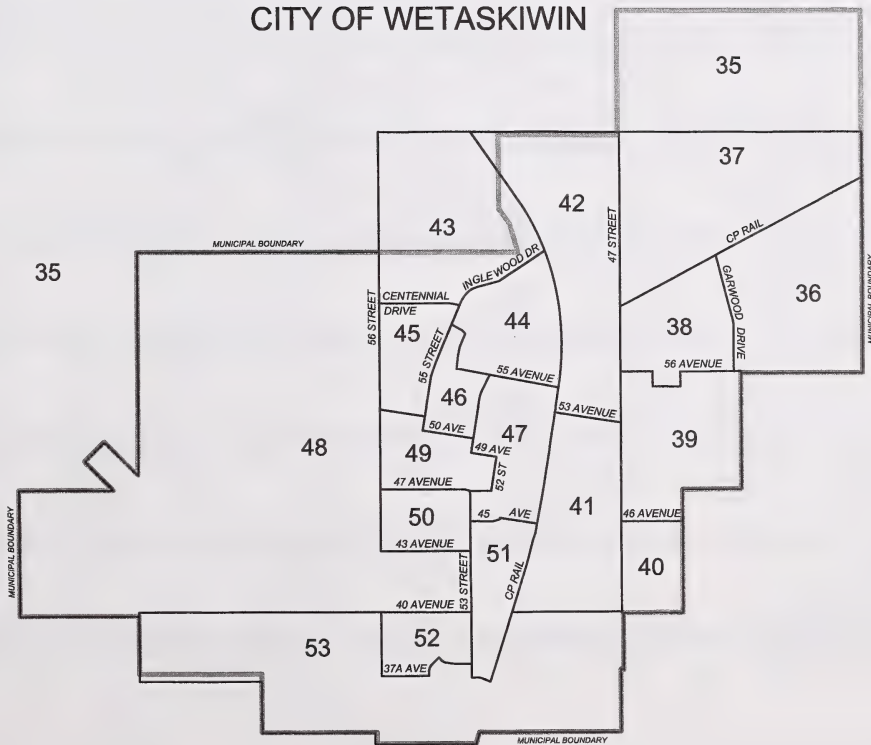 CITY OF WETASKIWIN
35
37
42
43
47 STREET
CP RAIL
MUNICIPAL BOUNDARY
INGLEWOOD DR
35
36
GARWOOD DRIVE
MUNICIPAL BOUNDARY
CENTENNIAL
DRIVE
56 STREET
45
44
38
55 STREET
56 AVENUE
55 AVENUE
46
53 AVENUE
50 AVE
47
39
48
49
49 AVE
52 ST
47 AVENUE
41
50
45 AVE
46 AVENUE
MUNICIPAL BOUNDARY
43 AVENUE
51
CP RAIL
40
53 STREET
40 AVENUE
52
53
37A AVE
MUNICIPAL BOUNDARY